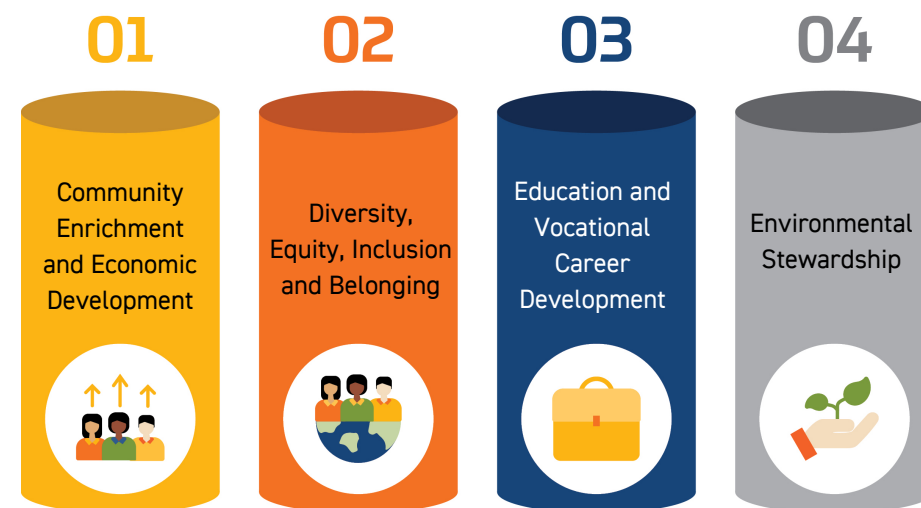 01
Community
Enrichment
and Economic
Development
02
Diversity,
Equity, Inclusion
and Belonging
03
Education and
Vocational
Career
Development
04
Environmental
Stewardship